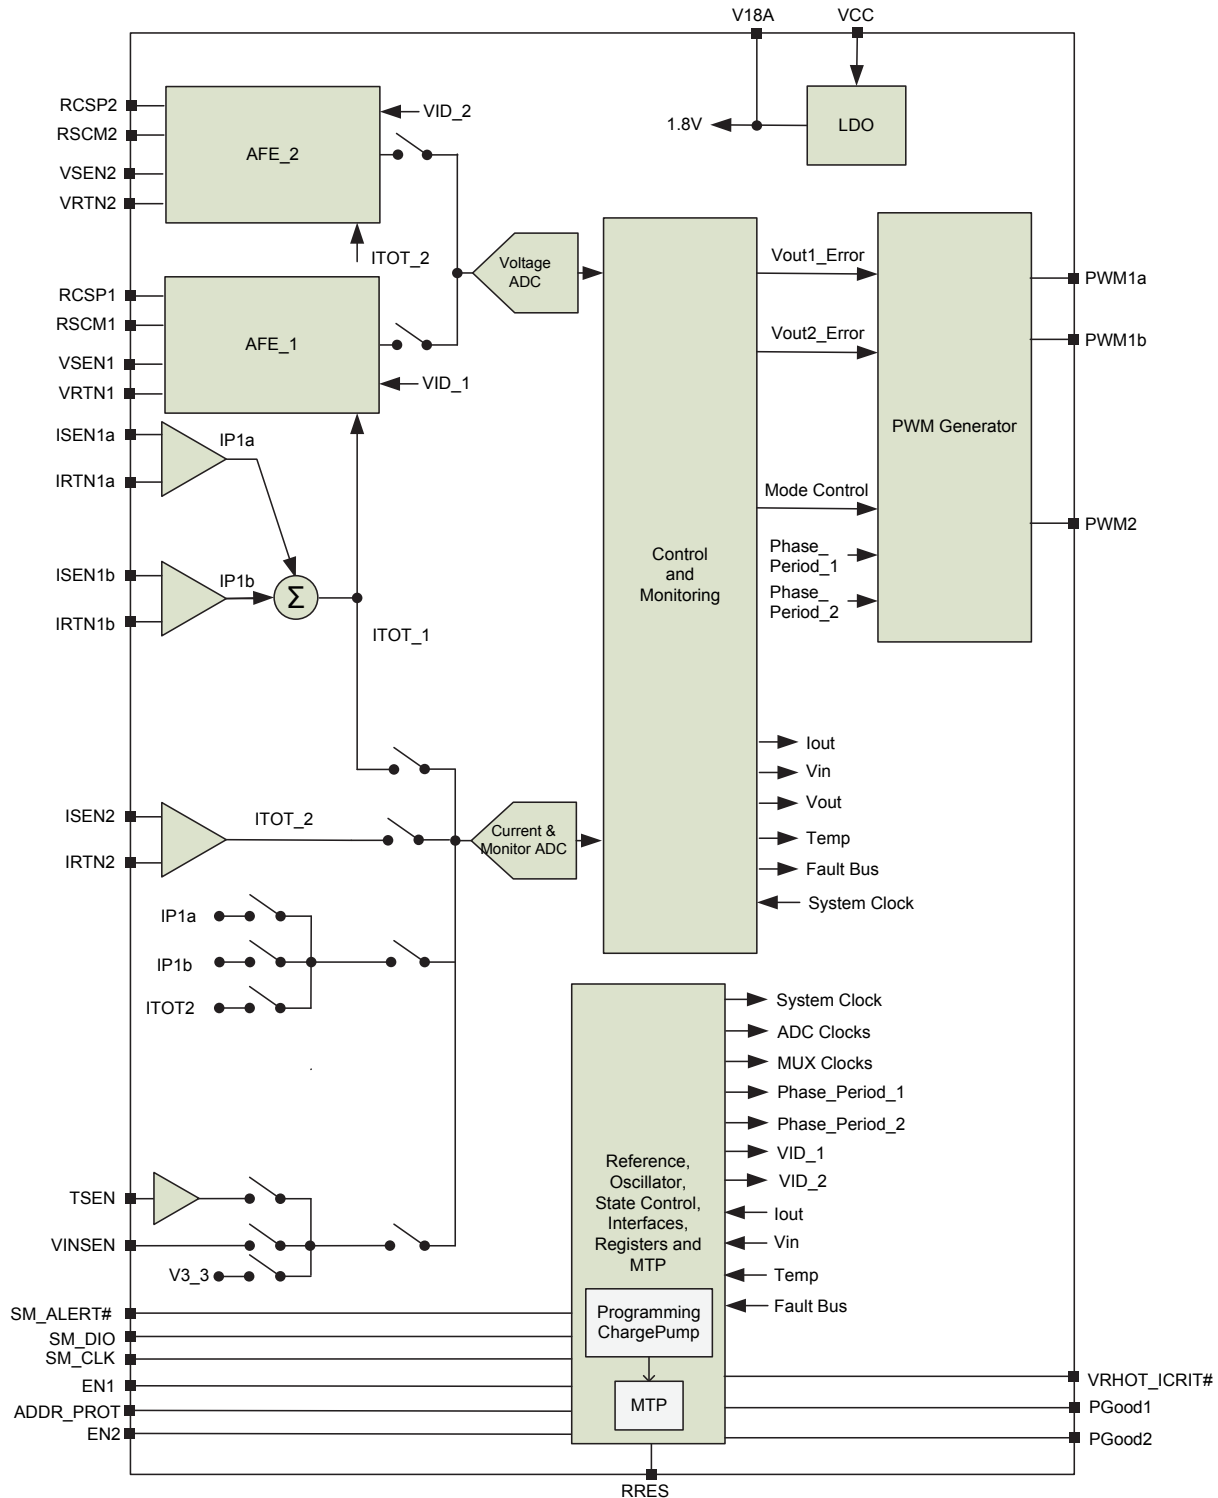 V18A
VCC
RCSP2
RSCM2
VSEN2
VRTN2
AFE_2
VID_2
1.8V
LDO
ITOT_2
Voltage
ADC
RCSP1
RSCM1
VSEN1
VRTN1
AFE_1
VID_1
ISEN1a
IRTN1a
IP1a
ISEN1b
IRTN1b
IP1b
Σ
ITOT_1
Control
and
Monitoring
Vout1_Error
Vout2_Error
Mode Control
Phase_
Period_1
Phase_
Period_2
PWM Generator
PWM1a
PWM1b
PWM2
Iout
Vin
Vout
Temp
Fault Bus
System Clock
ISEN2
IRTN2
ITOT_2
Current &
Monitor ADC
IP1a
IP1b
ITOT2
TSEN
VINSEN
V3_3
SM_ALERT#
SM_DIO
SM_CLK
EN1
ADDR_PROT
EN2
Reference,
Oscillator,
State Control,
Interfaces,
Registers and
MTP
Programming
ChargePump
MTP
System Clock
ADC Clocks
MUX Clocks
Phase_Period_1
Phase_Period_2
VID_1
VID_2
Iout
Vin
Temp
Fault Bus
VRHOT_ICRIT#
PGood1
PGood2
RRES